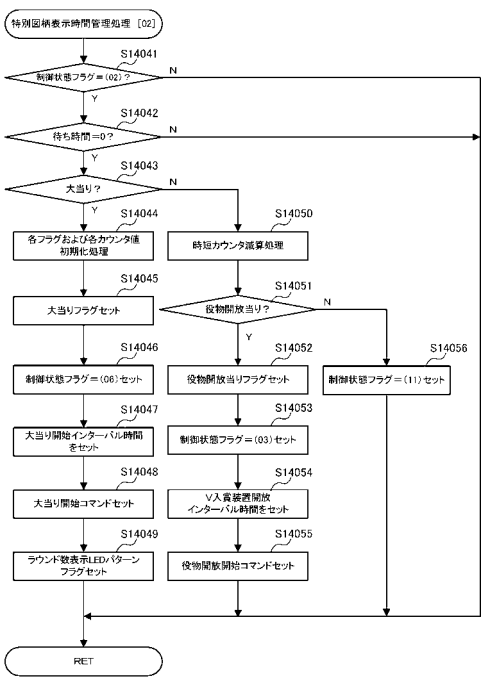 特別図柄表示時間管理処理 [02]
S14041
制御状態フラグ=(02)?
N
Y
S14042
待ち時間=0?
N
Y
S14043
大当り?
N
Y
S14044
各フラグおよび各カウンタ値
初期化処理
S14045
大当りフラグセット
S14046
制御状態フラグ=(06)セット
S14047
大当り開始インターバル時間
をセット
S14048
大当り開始コマンドセット
S14049
ラウンド数表示LEDパターン
フラグセット
S14050
時短カウンタ減算処理
S14051
役物開放当り?
N
Y
S14052
役物開放当りフラグセット
S14053
制御状態フラグ=(03)セット
S14054
V入賞装置開放
インターバル時間をセット
S14055
役物開放開始コマンドセット
S14056
制御状態フラグ=(11)セット
RET